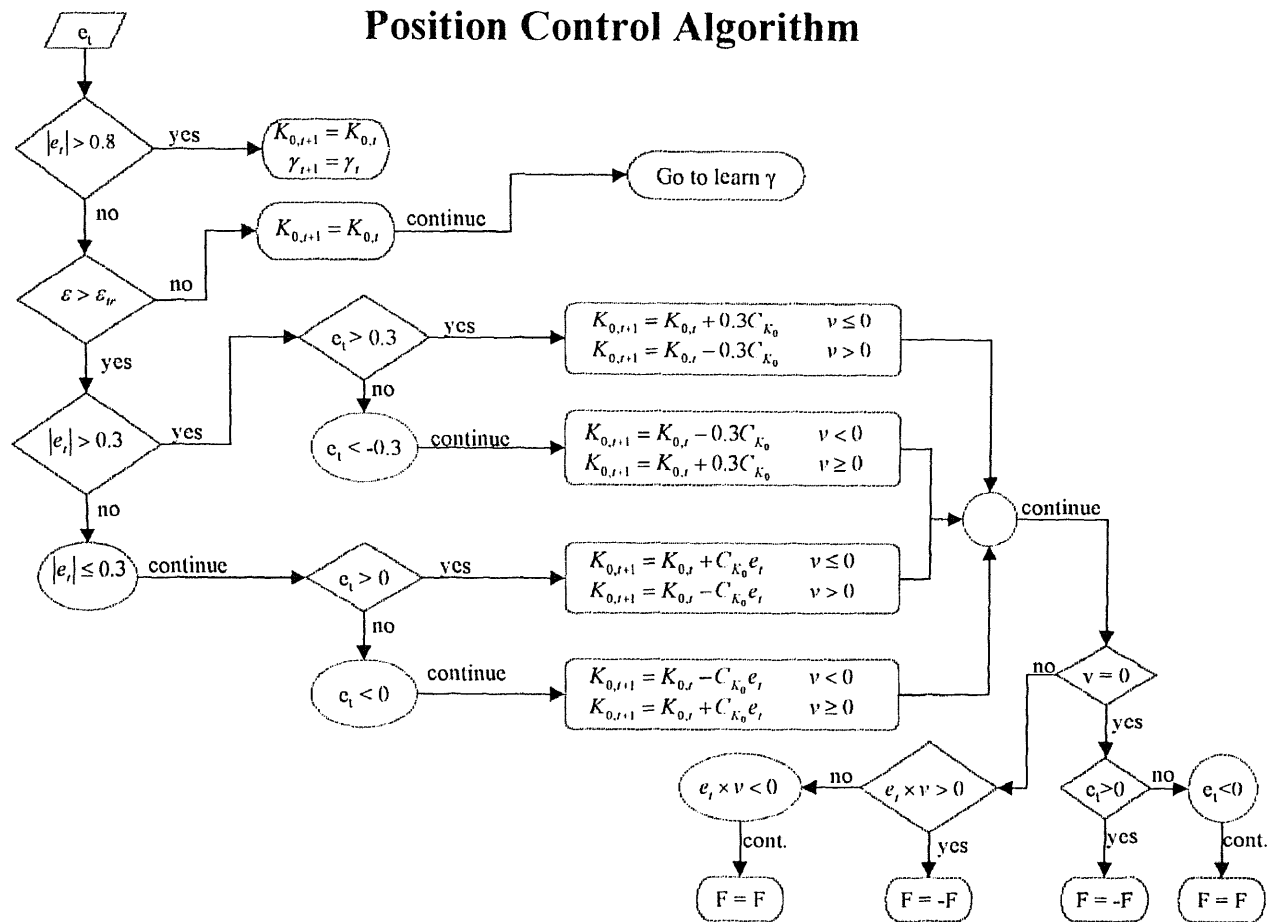 Position Control Algorithm
e_t
|e_t| > 0.8
yes
K_{0,t+1} = K_{0,t}
γ_{t+1} = γ_t
no
Go to learn γ
K_{0,t+1} = K_{0,t}
continue
ε > ε_{tr}
no
yes
e_t > 0.3
yes
K_{0,t+1} = K_{0,t} + 0.3C_{K_0} v ≤ 0
K_{0,t+1} = K_{0,t} − 0.3C_{K_0} v > 0
no
|e_t| > 0.3
yes
e_t < -0.3
continue
K_{0,t+1} = K_{0,t} − 0.3C_{K_0} v < 0
K_{0,t+1} = K_{0,t} + 0.3C_{K_0} v ≥ 0
no
continue
|e_t| ≤ 0.3
continue
e_t > 0
yes
K_{0,t+1} = K_{0,t} + C_{K_0} e_t v ≤ 0
K_{0,t+1} = K_{0,t} − C_{K_0} e_t v > 0
no
e_t < 0
continue
K_{0,t+1} = K_{0,t} − C_{K_0} e_t v < 0
K_{0,t+1} = K_{0,t} + C_{K_0} e_t v ≥ 0
no
v = 0
yes
e_t × v < 0
no
e_t × v > 0
e_t>0
no
e_t<0
cont.
yes
yes
cont.
F = F
F = -F
F = -F
F = F